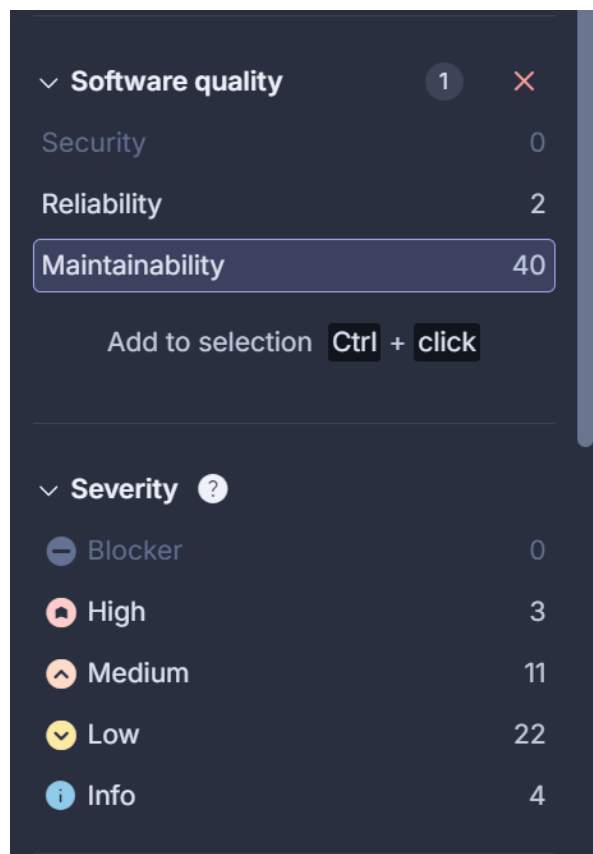 Software quality 1
Security 0
Reliability 2
Maintainability 40
Add to selection Ctrl + click
Severity ?
Blocker 0
High 3
Medium 11
Low 22
Info 4